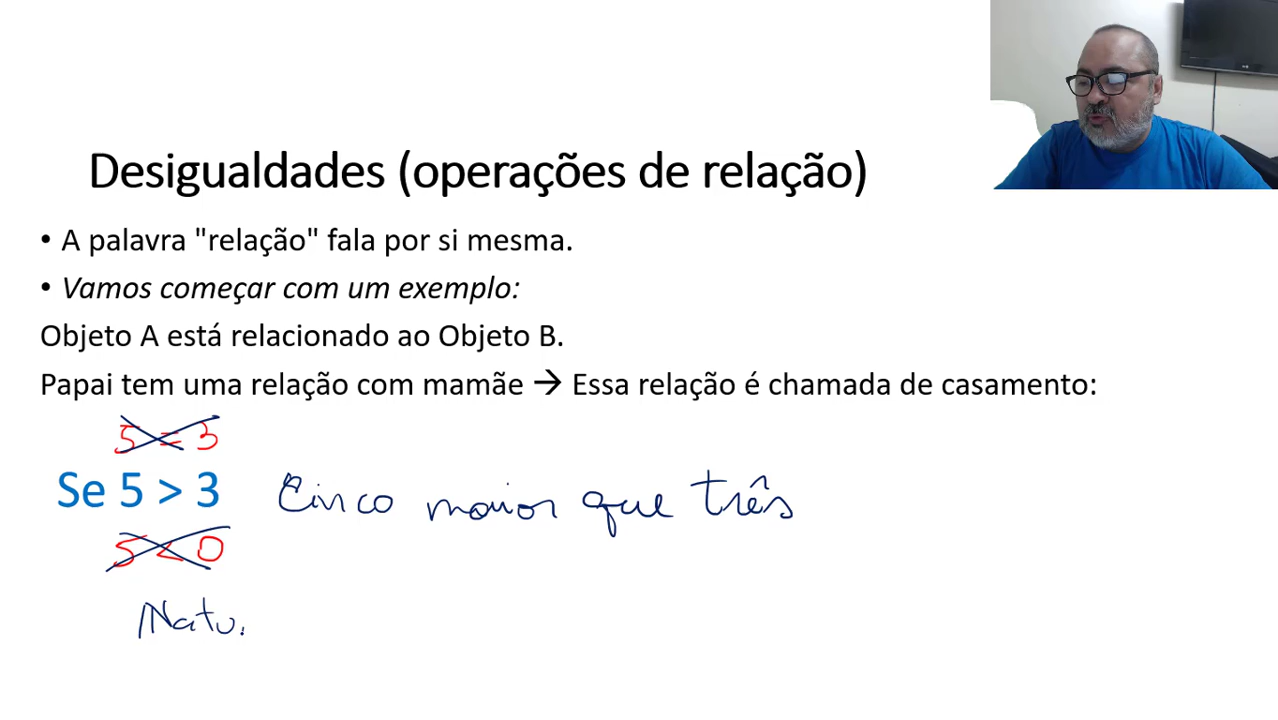 Desigualdades (operações de relação)
• A palavra "relação" fala por si mesma.
• Vamos começar com um exemplo:
Objeto A está relacionado ao Objeto B.
Papai tem uma relação com mamãe → Essa relação é chamada de casamento:
5 = 3
Se 5 > 3 Cinco maior que três
5 < 0
Natu.